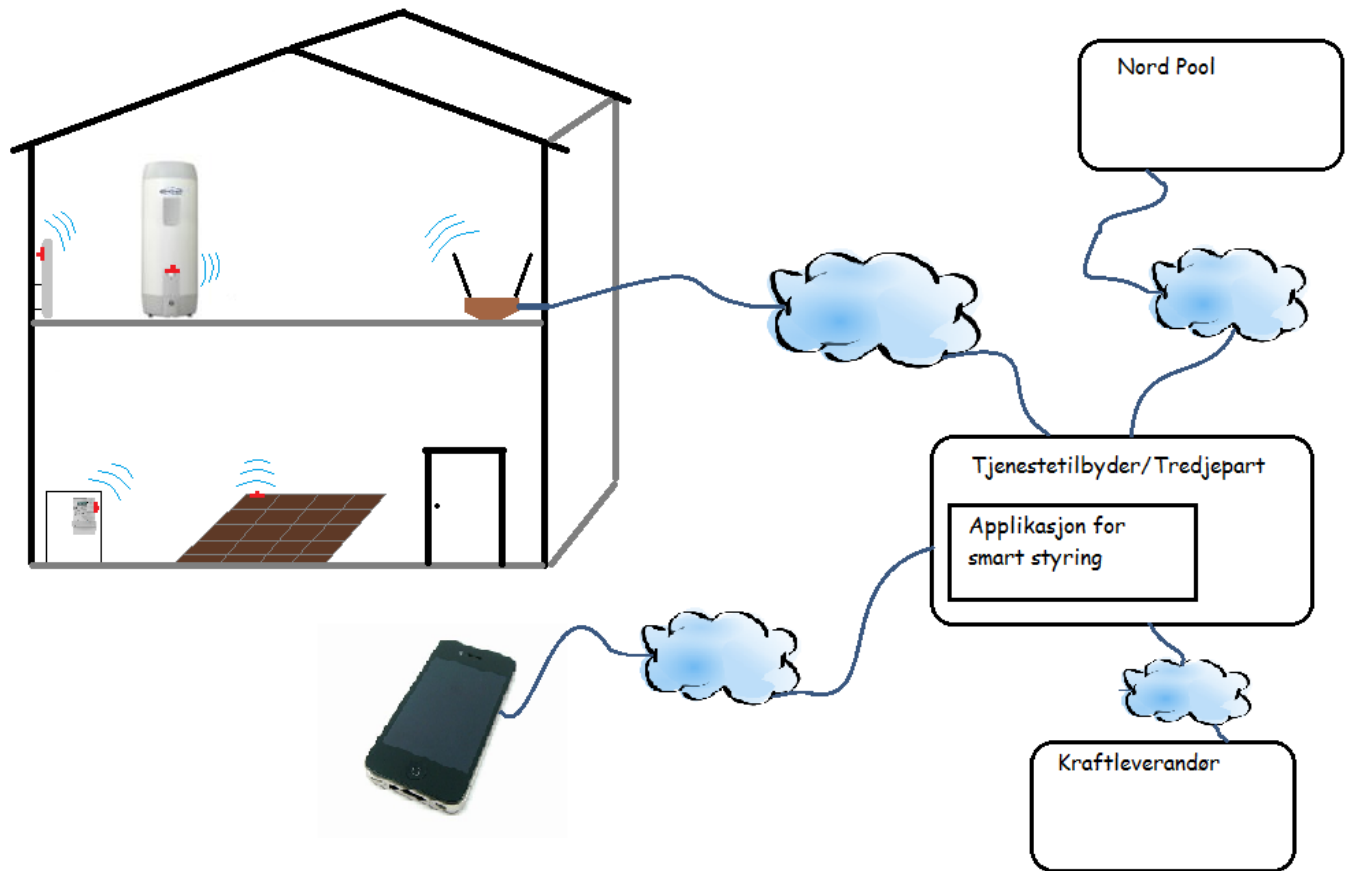 Nord Pool
Tjenestetilbyder/Tredjepart
Applikasjon for
smart styring
Kraftleverandør